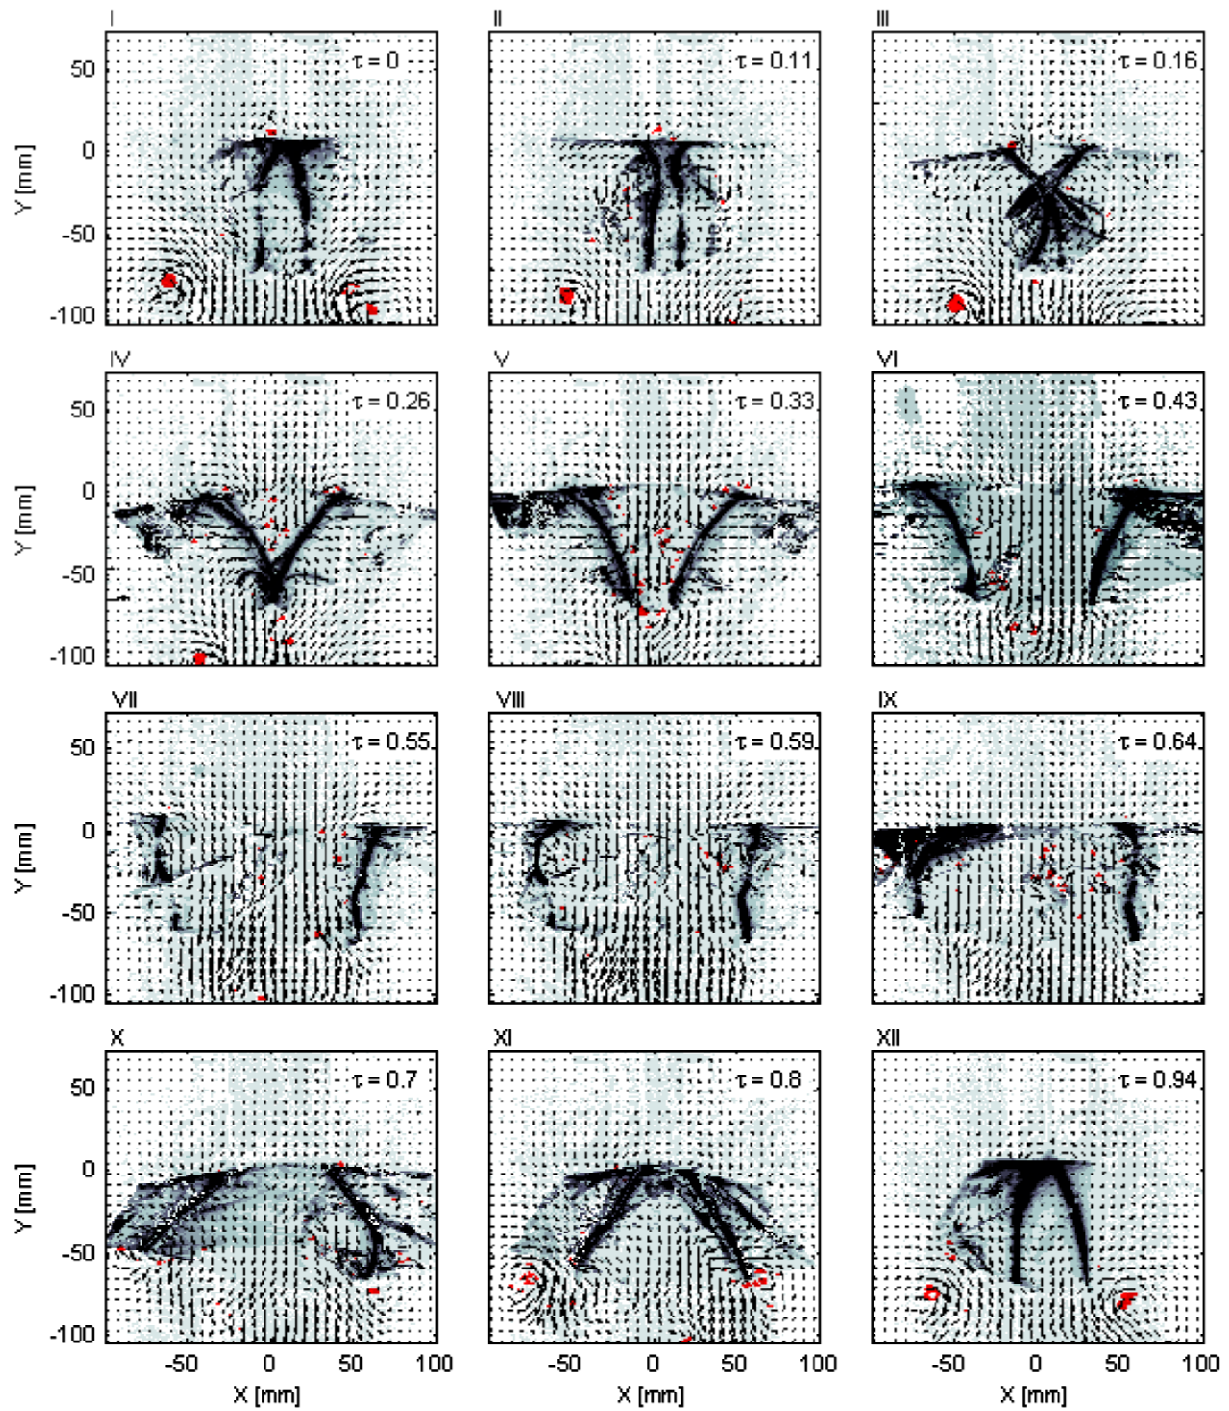 I II III
τ = 0 τ = 0.11 τ = 0.16
50
0
-50
-100
Y [mm]
IV V VI
τ = 0.26 τ = 0.33 τ = 0.43
50
0
-50
-100
Y [mm]
VII VIII IX
τ = 0.55 τ = 0.59 τ = 0.64
50
0
-50
-100
Y [mm]
X XI XII
τ = 0.7 τ = 0.8 τ = 0.94
50
0
-50
-100
Y [mm]
-50 0 50 100 -50 0 50 100 -50 0 50 100
X [mm] X [mm] X [mm]